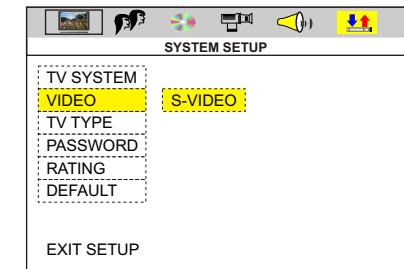 SYSTEM SETUP
TV SYSTEM
VIDEO S-VIDEO
TV TYPE
PASSWORD
RATING
DEFAULT
EXIT SETUP